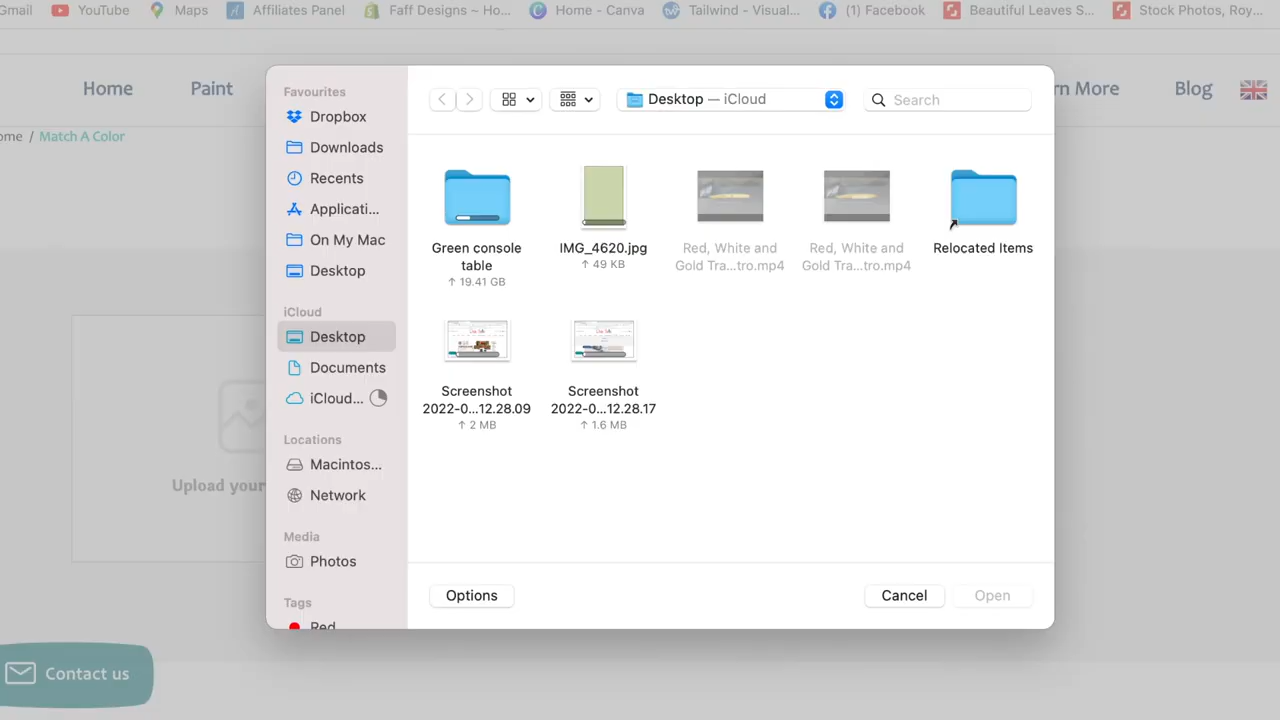 Gmail YouTube Maps Affiliates Panel Faff Designs ~ Ho... Home - Canva Tailwind - Visual... (1) Facebook Beautiful Leaves S... Stock Photos, Roy...
Home Paint rn More Blog
ome / Match A Color
Favourites
Dropbox
Downloads
Recents
Applicati...
On My Mac
Desktop
iCloud
Desktop
Documents
iCloud...
Locations
Macintos...
Network
Media
Photos
Tags
Red
Desktop — iCloud
Search
Green console
table
↑ 19.41 GB
IMG_4620.jpg
↑ 49 KB
Red, White and
Gold Tra...tro.mp4
Red, White and
Gold Tra...tro.mp4
Relocated Items
Screenshot
2022-0...12.28.09
↑ 2 MB
Screenshot
2022-0...12.28.17
↑ 1.6 MB
Options Cancel Open
Upload your
Contact us